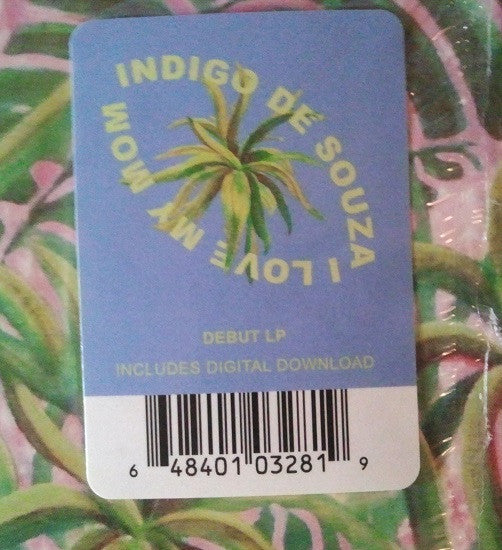 INDIGO DE SOUZA I LOVE MY MOM
DEBUT LP
INCLUDES DIGITAL DOWNLOAD
6 48401 03281 9